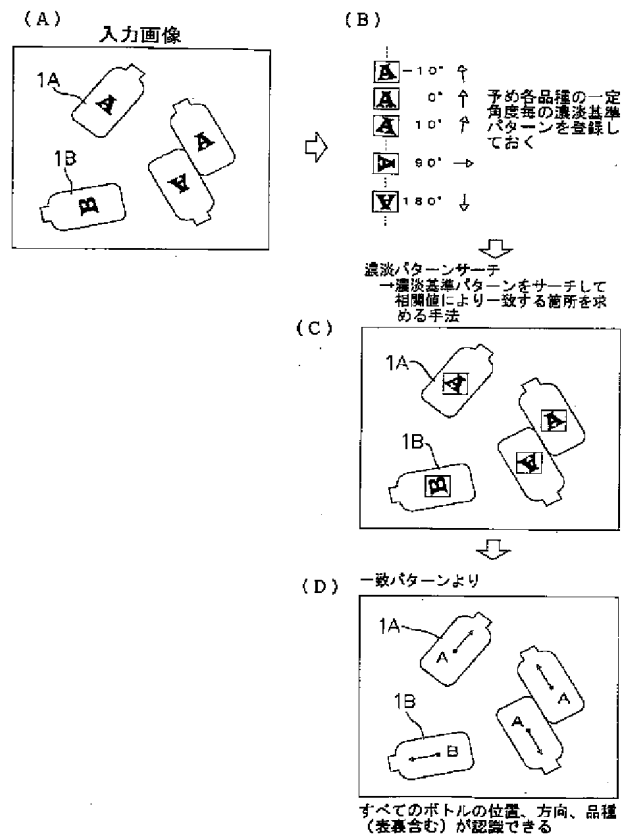 (A)
入力画像
1A
A
A
A
1B
B
(B)
A -10°
A 0°
A 10°
A 90°
A 180°
予め各品種の一定
角度毎の濃淡基準
パターンを登録し
ておく
濃淡パターンサーチ
→濃淡基準パターンをサーチして
相関値により一致する箇所を求
める手法
(C)
1A
A
A
A
1B
B
(D)
一致パターンより
1A
A
A
A
1B
B
すべてのボトルの位置、方向、品種
(表裏含む)が認識できる